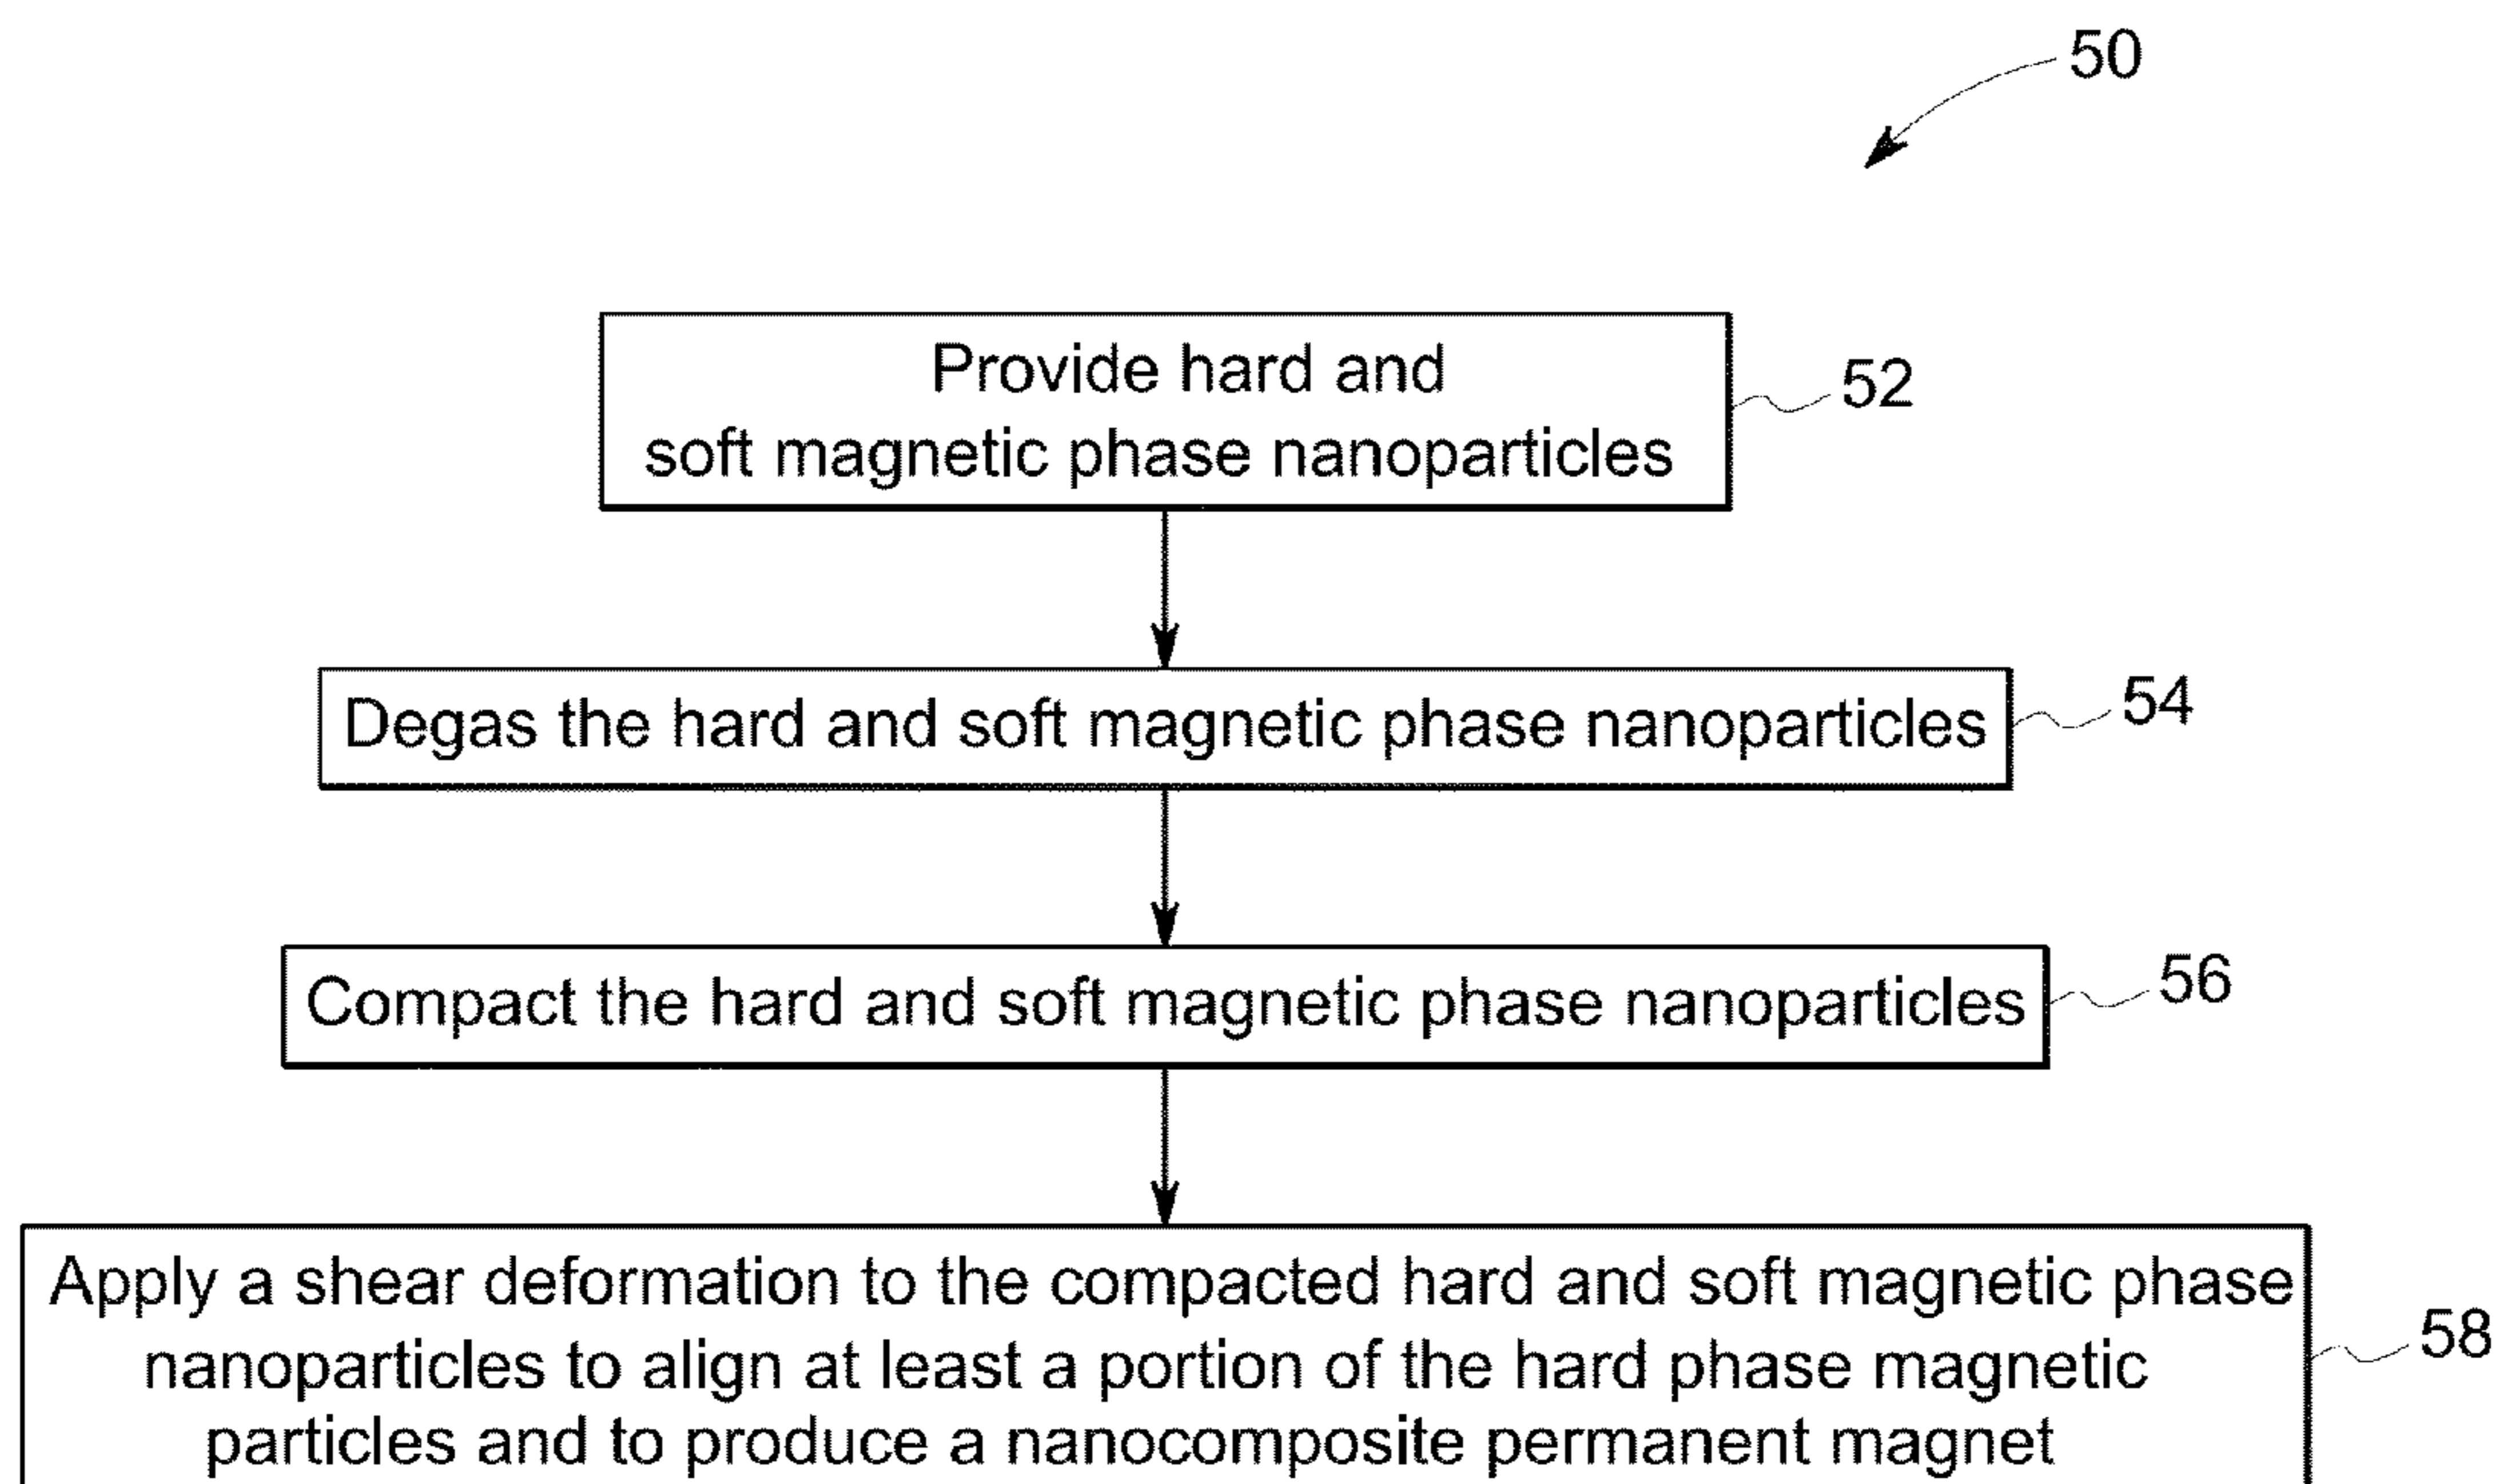 50
Provide hard and
soft magnetic phase nanoparticles
52
Degas the hard and soft magnetic phase nanoparticles
54
Compact the hard and soft magnetic phase nanoparticles
56
Apply a shear deformation to the compacted hard and soft magnetic phase
nanoparticles to align at least a portion of the hard phase magnetic
particles and to produce a nanocomposite permanent magnet
58